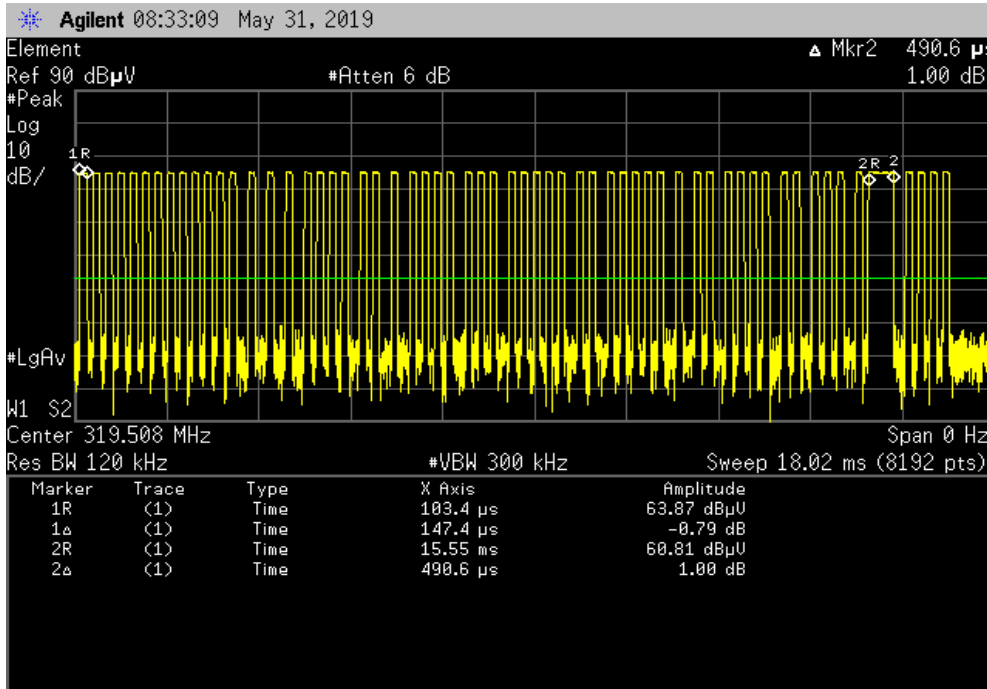 Agilent 08:33:09 May 31, 2019
Element
Δ Mkr2 490.6 µs
Ref 90 dBµV #Atten 6 dB 1.00 dB
#Peak
Log
10
dB/
1R
2R 2
#LgAv
W1 S2
Center 319.508 MHz Span 0 Hz
Res BW 120 kHz #VBW 300 kHz Sweep 18.02 ms (8192 pts)
Marker Trace Type X Axis Amplitude
1R (1) Time 103.4 µs 63.87 dBµV
1Δ (1) Time 147.4 µs -0.79 dB
2R (1) Time 15.55 ms 60.81 dBµV
2Δ (1) Time 490.6 µs 1.00 dB